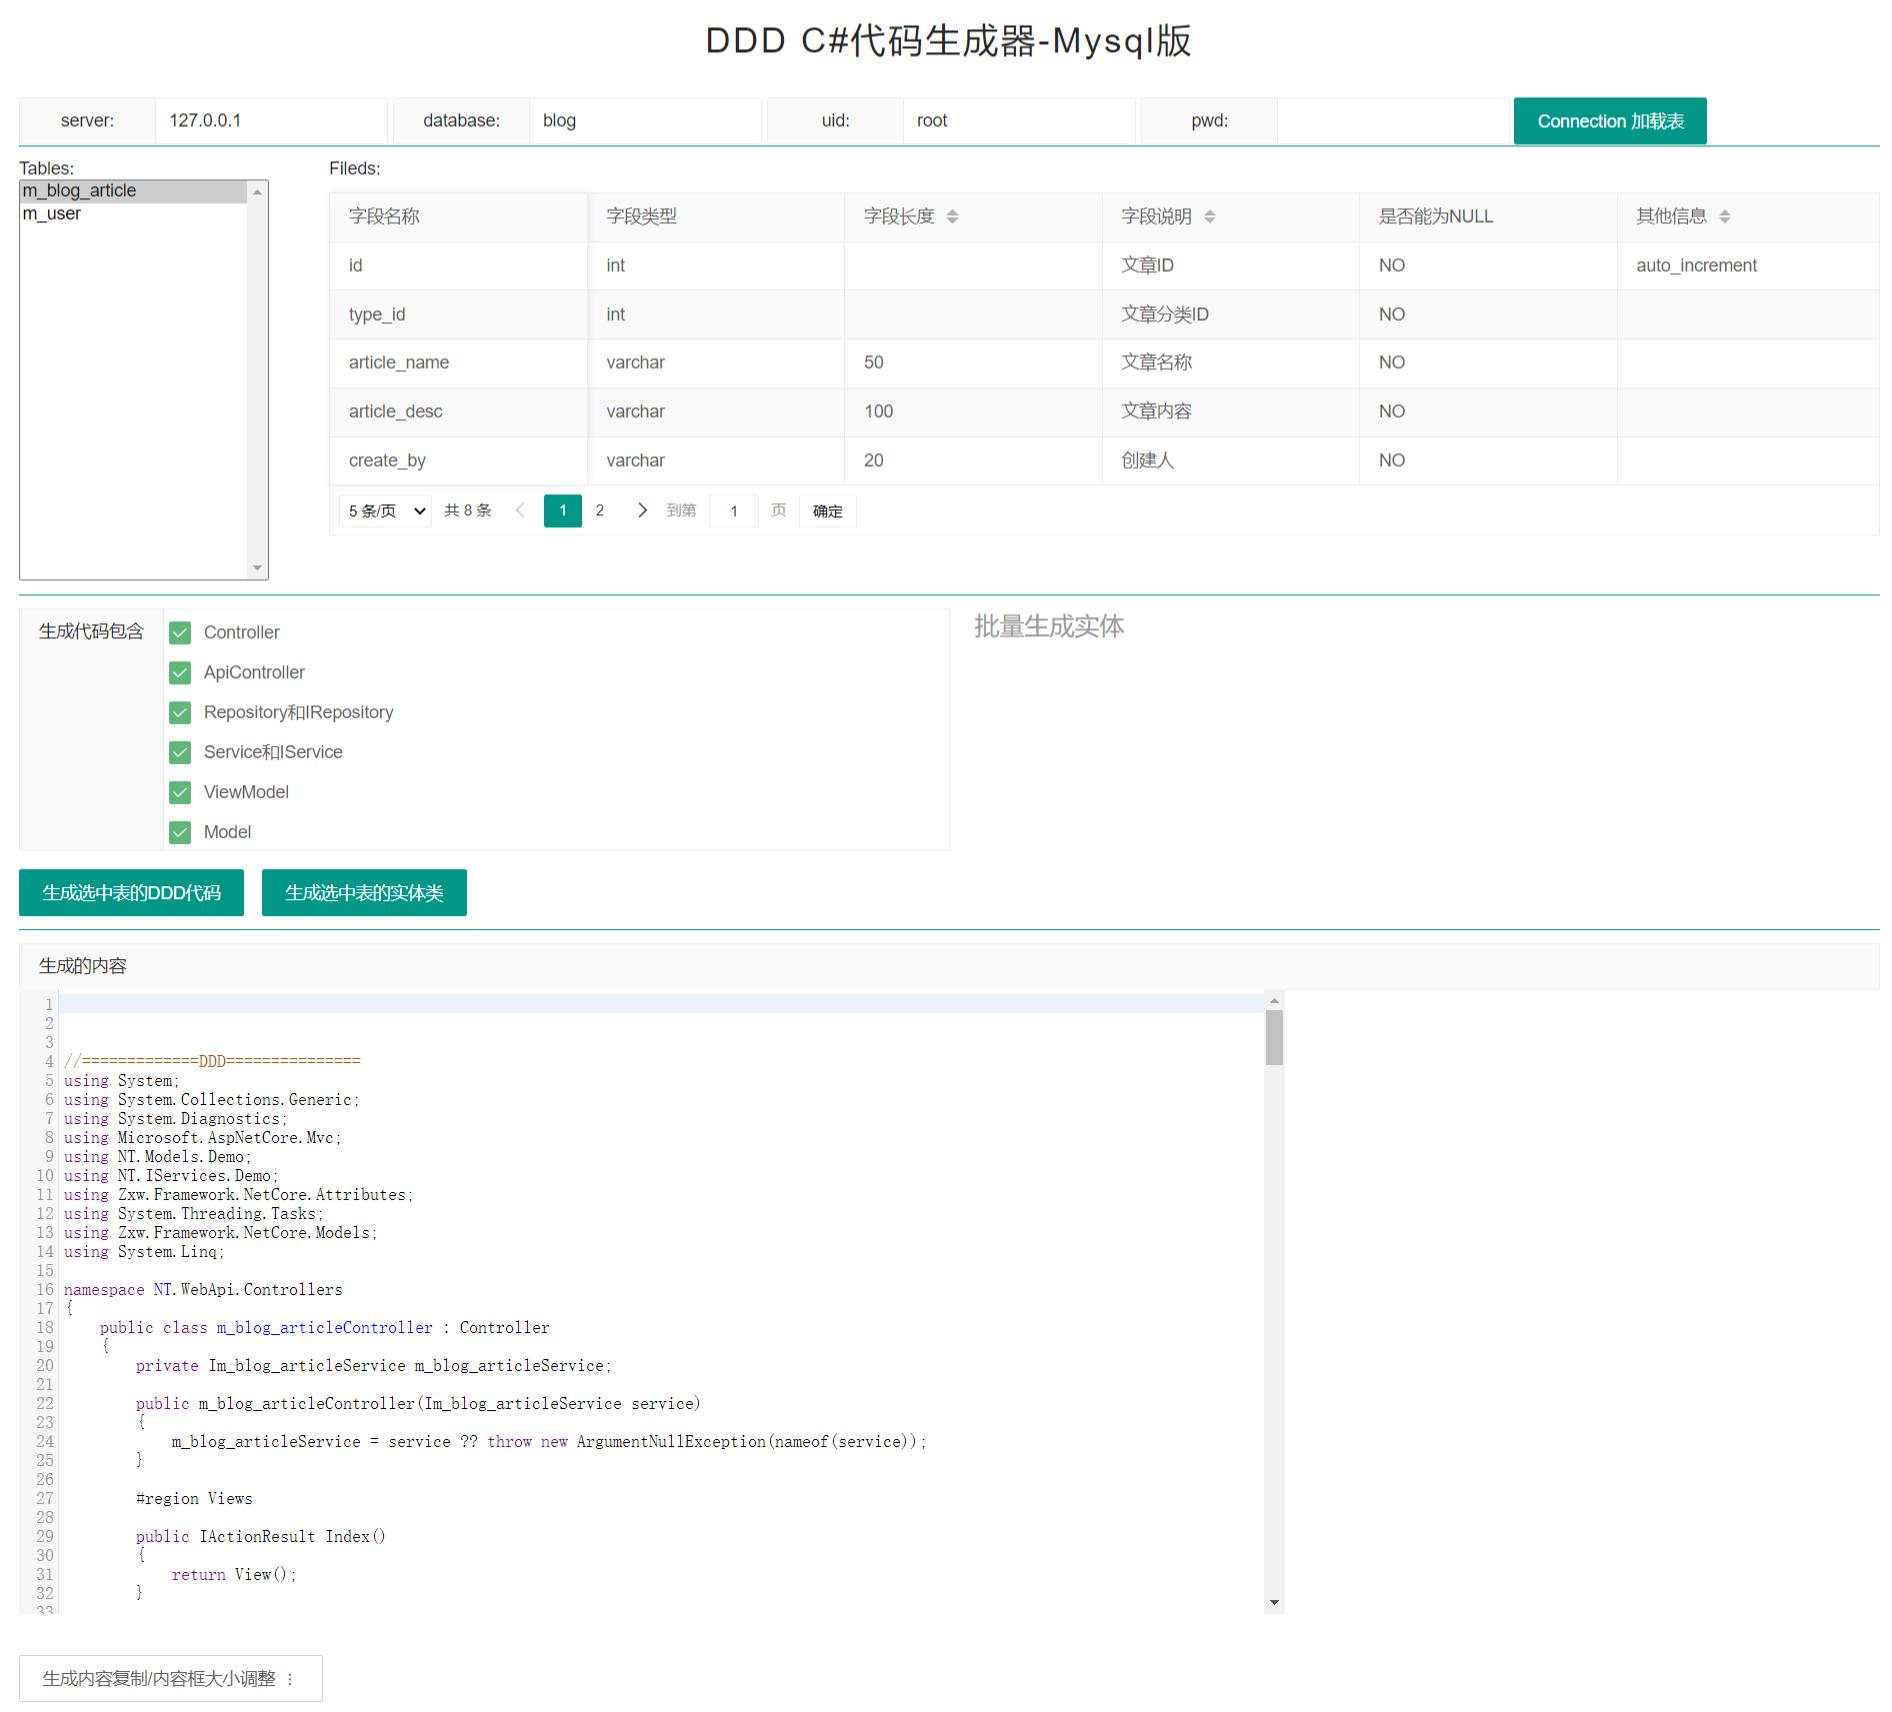 DDD C#代码生成器-Mysql版
server: 127.0.0.1 database: blog uid: root pwd: Connection 加载表
Tables:
m_blog_article
m_user
Fileds:
字段名称 字段类型 字段长度 字段说明 是否能为NULL 其他信息
id int 文章ID NO auto_increment
type_id int 文章分类ID NO
article_name varchar 50 文章名称 NO
article_desc varchar 100 文章内容 NO
create_by varchar 20 创建人 NO
5 条/页 共 8 条 1 2 到第 1 页 确定
生成代码包含
Controller
ApiController
Repository和IRepository
Service和IService
ViewModel
Model
批量生成实体
生成选中表的DDD代码 生成选中表的实体类
生成的内容
1
2
3
4 //=============DDD===============
5 using System;
6 using System.Collections.Generic;
7 using System.Diagnostics;
8 using Microsoft.AspNetCore.Mvc;
9 using NT.Models.Demo;
10 using NT.IServices.Demo;
11 using Zxw.Framework.NetCore.Attributes;
12 using System.Threading.Tasks;
13 using Zxw.Framework.NetCore.Models;
14 using System.Linq;
15
16 namespace NT.WebApi.Controllers
17 {
18 public class m_blog_articleController : Controller
19 {
20 private Im_blog_articleService m_blog_articleService;
21
22 public m_blog_articleController(Im_blog_articleService service)
23 {
24 m_blog_articleService = service ?? throw new ArgumentNullException(nameof(service));
25 }
26
27 #region Views
28
29 public IActionResult Index()
30 {
31 return View();
32 }
33
生成内容复制/内容框大小调整